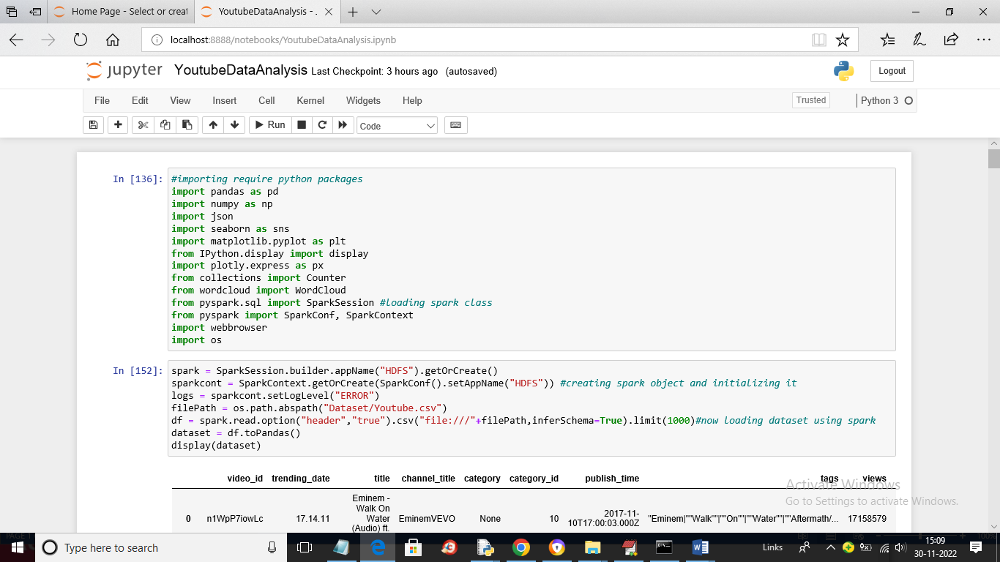 Home Page - Select or creat
YoutubeDataAnalysis - .
localhost:8888/notebooks/YoutubeDataAnalysis.ipynb
jupyter YoutubeDataAnalysis Last Checkpoint: 3 hours ago (autosaved)
Logout
File Edit View Insert Cell Kernel Widgets Help
Trusted
Python 3
Run
Code
In [136]: #importing require python packages
import pandas as pd
import numpy as np
import json
import seaborn as sns
import matplotlib.pyplot as plt
from IPython.display import display
import plotly.express as px
from collections import Counter
from wordcloud import WordCloud
from pyspark.sql import SparkSession #loading spark class
from pyspark import SparkConf, SparkContext
import webbrowser
import os
In [152]: spark = SparkSession.builder.appName("HDFS").getOrCreate()
sparkcont = SparkContext.getOrCreate(SparkConf().setAppName("HDFS")) #creating spark object and initializing it
logs = sparkcont.setLogLevel("ERROR")
filePath = os.path.abspath("Dataset/Youtube.csv")
df = spark.read.option("header","true").csv("file:///"+filePath,inferSchema=True).limit(1000)#now loading dataset using spark
dataset = df.toPandas()
display(dataset)
video_id trending_date title channel_title category category_id publish_time tags views
0 n1WpP7iowLc 17.14.11 Eminem - Walk On Water (Audio) ft. EminemVEVO None 10 2017-11-10T17:00:03.000Z "Eminem|""Walk""|""On""|""Water""|""Aftermath/... 17158579
Activate Windows
Go to Settings to activate Windows.
PAGE 1
100%
Type here to search
Links
15:09
30-11-2022